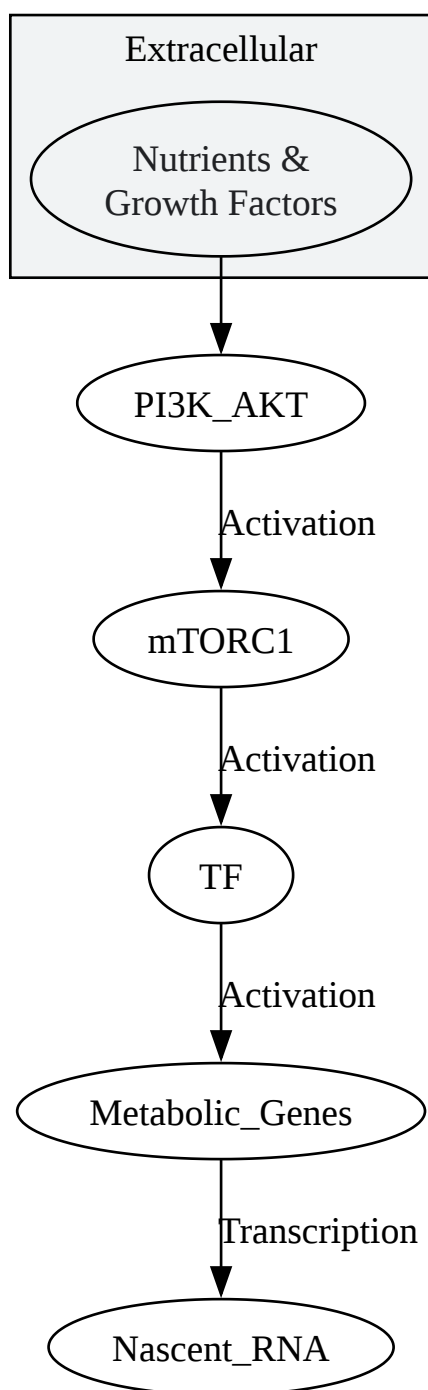 Extracellular
Nutrients &
Growth Factors
PI3K_AKT
Activation
mTORC1
Activation
TF
Activation
Metabolic_Genes
Transcription
Nascent_RNA